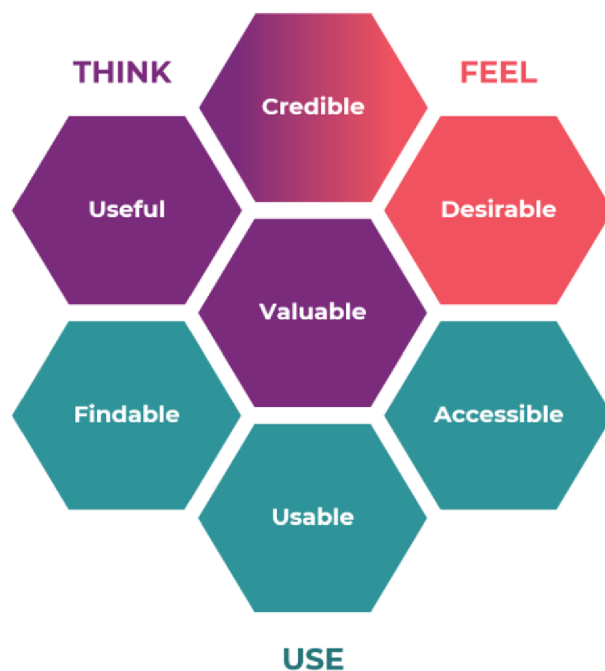 THINK
FEEL
Credible
Useful
Desirable
Valuable
Findable
Accessible
Usable
USE